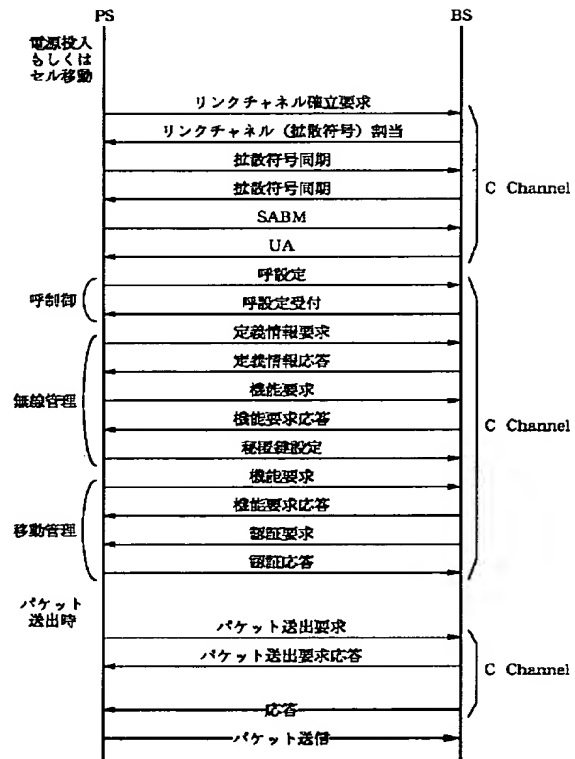 PS
BS
電源投入
もしくは
セル移動
リンクチャネル確立要求
リンクチャネル（拡散符号）割当
拡散符号同期
拡散符号同期
SABM
UA
C Channel
呼制御
呼設定
呼設定受付
無線管理
定義情報要求
定義情報応答
機能要求
機能要求応答
秘匿鍵設定
C Channel
移動管理
機能要求
機能要求応答
認証要求
認証応答
パケット
送出時
パケット送出要求
パケット送出要求応答
C Channel
応答
パケット送信